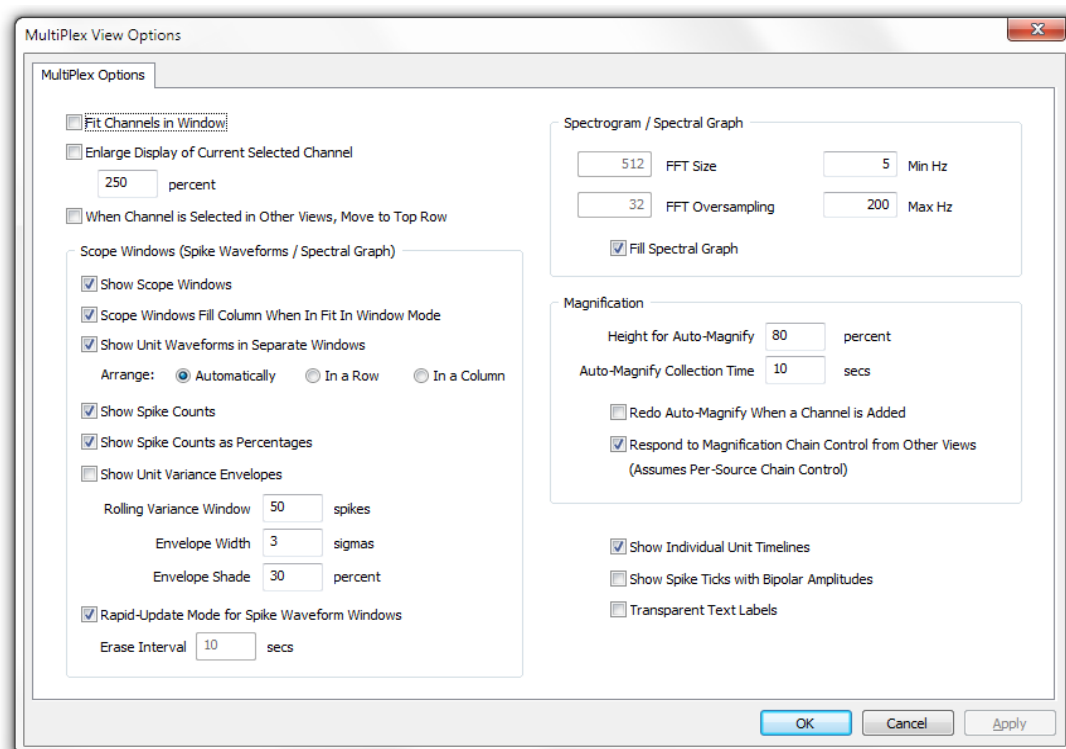 MultiPlex View Options
MultiPlex Options
Fit Channels in Window
Enlarge Display of Current Selected Channel
250 percent
When Channel is Selected in Other Views, Move to Top Row
Scope Windows (Spike Waveforms / Spectral Graph)
Show Scope Windows
Scope Windows Fill Column When In Fit In Window Mode
Show Unit Waveforms in Separate Windows
Arrange: Automatically In a Row In a Column
Show Spike Counts
Show Spike Counts as Percentages
Show Unit Variance Envelopes
Rolling Variance Window 50 spikes
Envelope Width 3 sigmas
Envelope Shade 30 percent
Rapid-Update Mode for Spike Waveform Windows
Erase Interval 10 secs
Spectrogram / Spectral Graph
512 FFT Size 5 Min Hz
32 FFT Oversampling 200 Max Hz
Fill Spectral Graph
Magnification
Height for Auto-Magnify 80 percent
Auto-Magnify Collection Time 10 secs
Redo Auto-Magnify When a Channel is Added
Respond to Magnification Chain Control from Other Views
(Assumes Per-Source Chain Control)
Show Individual Unit Timelines
Show Spike Ticks with Bipolar Amplitudes
Transparent Text Labels
OK Cancel Apply